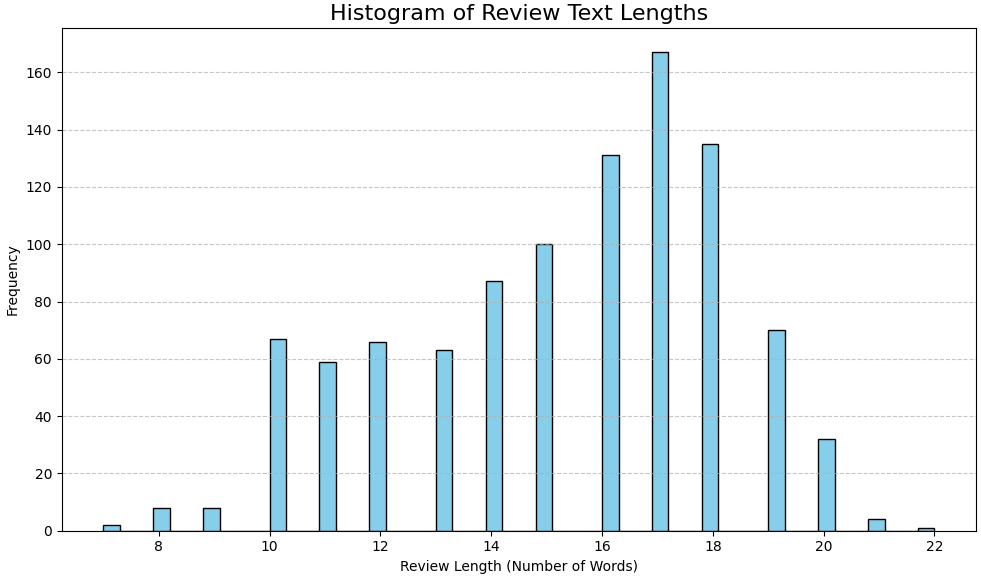 Histogram of Review Text Lengths
160
140
120
100
80
60
40
20
0
Frequency
8 10 12 14 16 18 20 22
Review Length (Number of Words)